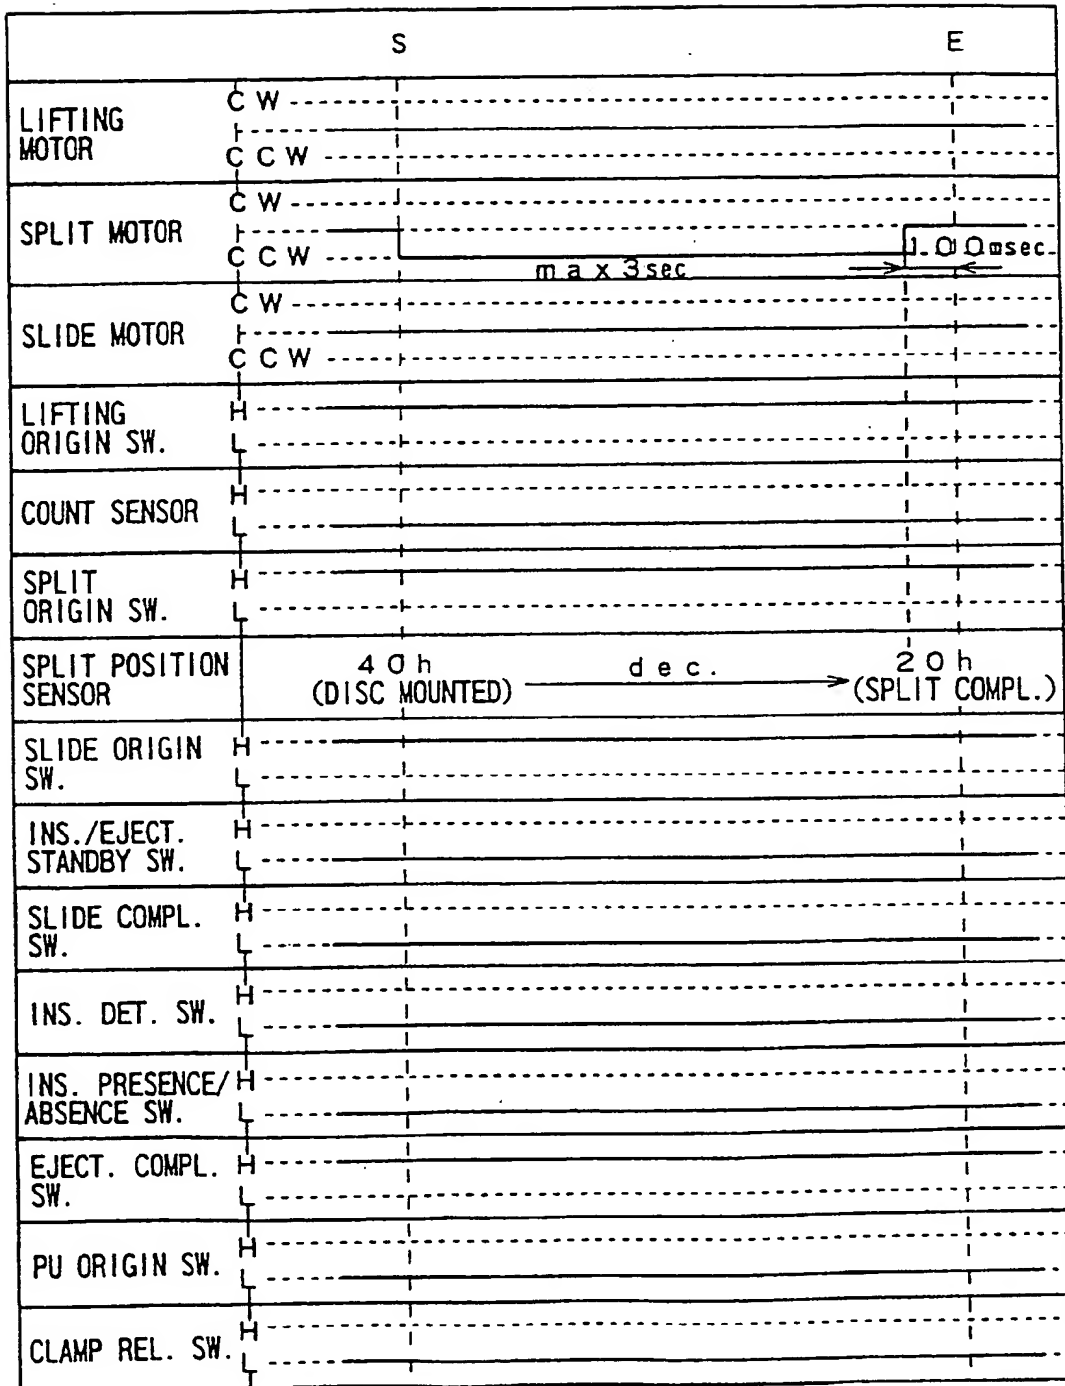 S E
LIFTING
MOTOR
CW
CCW
SPLIT MOTOR
CW
CCW
max 3sec
100msec.
SLIDE MOTOR
CW
CCW
LIFTING
ORIGIN SW.
H
L
COUNT SENSOR
H
L
SPLIT
ORIGIN SW.
H
L
SPLIT POSITION
SENSOR
40h
(DISC MOUNTED)
dec.
20h
(SPLIT COMPL.)
SLIDE ORIGIN
SW.
H
L
INS./EJECT.
STANDBY SW.
H
L
SLIDE COMPL.
SW.
H
L
INS. DET. SW.
H
L
INS. PRESENCE/
ABSENCE SW.
H
L
EJECT. COMPL.
SW.
H
L
PU ORIGIN SW.
H
L
CLAMP REL. SW.
H
L